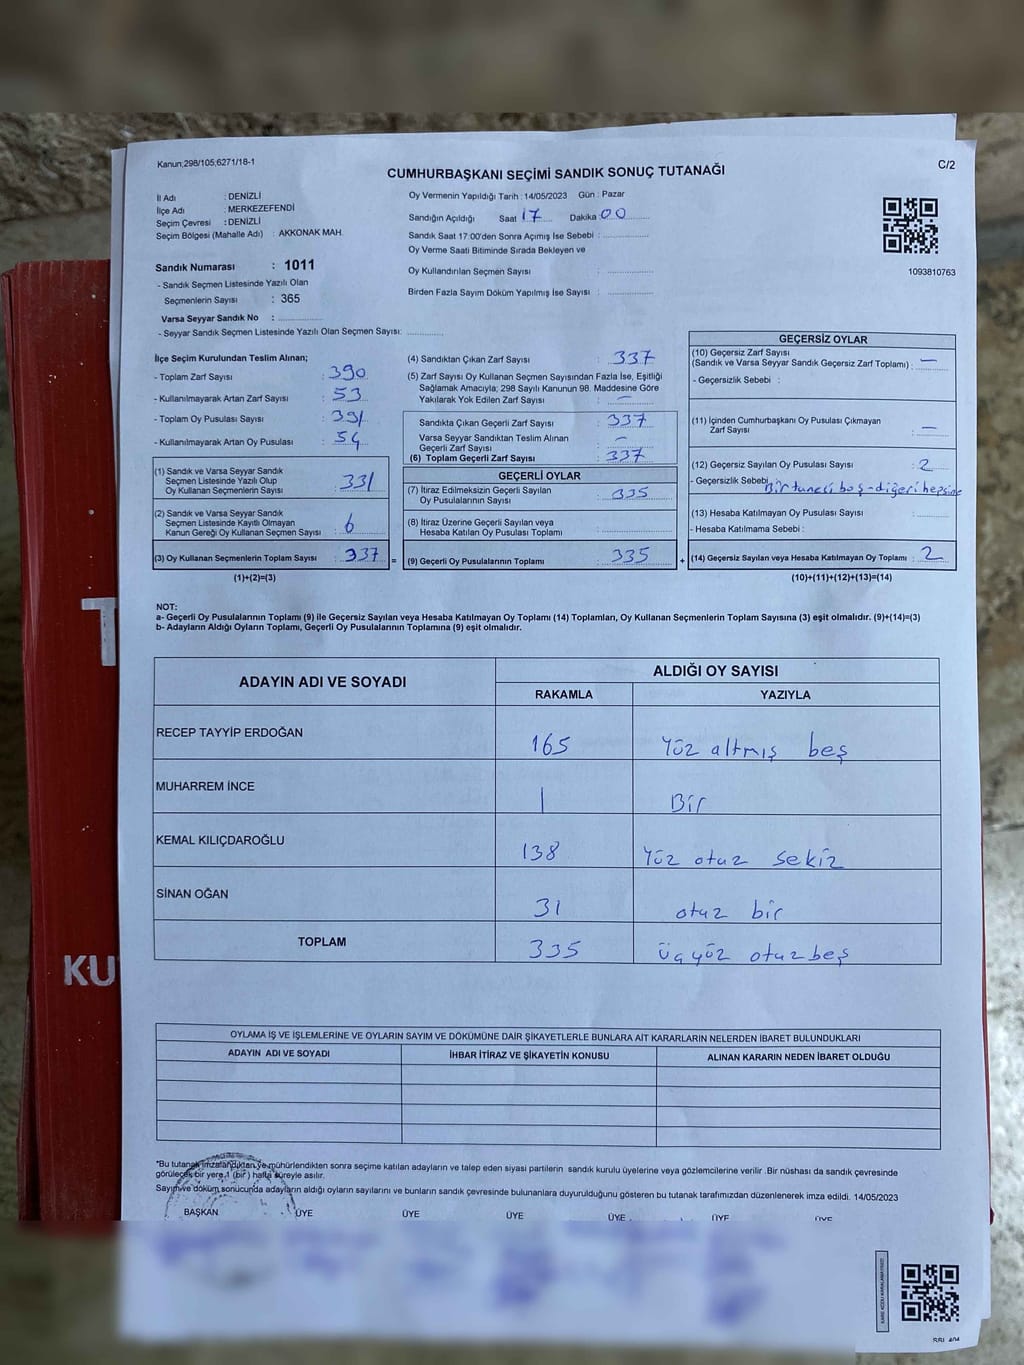 Kanun;298/105;6271/18-1
C/2
CUMHURBAŞKANI SEÇİMİ SANDIK SONUÇ TUTANAĞI
İl Adı : DENİZLİ
İlçe Adı : MERKEZEFENDİ
Seçim Çevresi : DENİZLİ
Seçim Bölgesi (Mahalle Adı) : AKKONAK MAH.
Sandık Numarası : 1011
- Sandık Seçmen Listesinde Yazılı Olan
Seçmenlerin Sayısı : 365
Varsa Seyyar Sandık No :
- Seyyar Sandık Seçmen Listesinde Yazılı Olan Seçmen Sayısı:
Oy Vermenin Yapıldığı Tarih : 14/05/2023 Gün : Pazar
Sandığın Açıldığı Saat 17 Dakika 00
Sandık Saat 17:00'den Sonra Açımış İse Sebebi :
Oy Verme Saati Bitiminde Sırada Bekleyen ve
Oy Kullandırılan Seçmen Sayısı :
Birden Fazla Sayım Döküm Yapılmış İse Sayısı :
1093810763
İlçe Seçim Kurulundan Teslim Alınan;
- Toplam Zarf Sayısı : 390
- Kullanılmayarak Artan Zarf Sayısı : 53
- Toplam Oy Pusulası Sayısı : 391
- Kullanılmayarak Artan Oy Pusulası : 54
(1) Sandık ve Varsa Seyyar Sandık
Seçmen Listesinde Yazılı Olup
Oy Kullanan Seçmenlerin Sayısı : 331
(2) Sandık ve Varsa Seyyar Sandık
Seçmen Listesinde Kayıtlı Olmayan
Kanun Gereği Oy Kullanan Seçmen Sayısı : 6
(3) Oy Kullanan Seçmenlerin Toplam Sayısı : 337 =
(1)+(2)=(3)
(4) Sandıktan Çıkan Zarf Sayısı : 337
(5) Zarf Sayısı Oy Kullanan Seçmen Sayısından Fazla İse, Eşitliği
Sağlamak Amacıyla; 298 Sayılı Kanunun 98. Maddesine Göre
Yakılarak Yok Edilen Zarf Sayısı : –
Sandıkta Çıkan Geçerli Zarf Sayısı : 337
Varsa Seyyar Sandıktan Teslim Alınan
Geçerli Zarf Sayısı : –
(6) Toplam Geçerli Zarf Sayısı : 337
GEÇERLİ OYLAR
(7) İtiraz Edilmeksizin Geçerli Sayılan
Oy Pusulalarının Sayısı : 335
(8) İtiraz Üzerine Geçerli Sayılan veya
Hesaba Katılan Oy Pusulası Toplamı :
(9) Geçerli Oy Pusulalarının Toplamı : 335 +
GEÇERSİZ OYLAR
(10) Geçersiz Zarf Sayısı
(Sandık ve Varsa Seyyar Sandık Geçersiz Zarf Toplamı) : –
- Geçersizlik Sebebi :
(11) İçinden Cumhurbaşkanı Oy Pusulası Çıkmayan
Zarf Sayısı : –
(12) Geçersiz Sayılan Oy Pusulası Sayısı : 2
- Geçersizlik Sebebi : Bir tanesi boş - diğeri hepsine
(13) Hesaba Katılmayan Oy Pusulası Sayısı :
- Hesaba Katılmama Sebebi :
(14) Geçersiz Sayılan veya Hesaba Katılmayan Oy Toplamı : 2
(10)+(11)+(12)+(13)=(14)
NOT:
a- Geçerli Oy Pusulalarının Toplamı (9) ile Geçersiz Sayılan veya Hesaba Katılmayan Oy Toplamı (14) Toplamları, Oy Kullanan Seçmenlerin Toplam Sayısına (3) eşit olmalıdır. (9)+(14)=(3)
b- Adayların Aldığı Oyların Toplamı, Geçerli Oy Pusulalarının Toplamına (9) eşit olmalıdır.
ADAYIN ADI VE SOYADI
ALDIĞI OY SAYISI
RAKAMLA YAZIYLA
RECEP TAYYİP ERDOĞAN 165 Yüz altmış beş
MUHARREM İNCE 1 Bir
KEMAL KILIÇDAROĞLU 138 Yüz otuz sekiz
SİNAN OĞAN 31 otuz bir
TOPLAM 335 üçyüz otuzbeş
OYLAMA İŞ VE İŞLEMLERİNE VE OYLARIN SAYIM VE DÖKÜMÜNE DAİR ŞİKAYETLERLE BUNLARA AİT KARARLARIN NELERDEN İBARET BULUNDUKLARI
ADAYIN ADI VE SOYADI İHBAR İTİRAZ VE ŞİKAYETİN KONUSU ALINAN KARARIN NEDEN İBARET OLDUĞU
*Bu tutanak imzalandıktan ve mühürlendikten sonra seçime katılan adayların ve talep eden siyasi partilerin sandık kurulu üyelerine veya gözlemcilerine verilir .Bir nüshası da sandık çevresinde
görülecek bir yere 1 (bir) hafta süreyle asılır.
Sayım ve döküm sonucunda adayların aldığı oyların sayılarını ve bunların sandık çevresinde bulunanlara duyurulduğunu gösteren bu tutanak tarafımızdan düzenlenerek imza edildi. 14/05/2023
BAŞKAN ÜYE ÜYE ÜYE ÜYE ÜYE ÜYE
T
KU